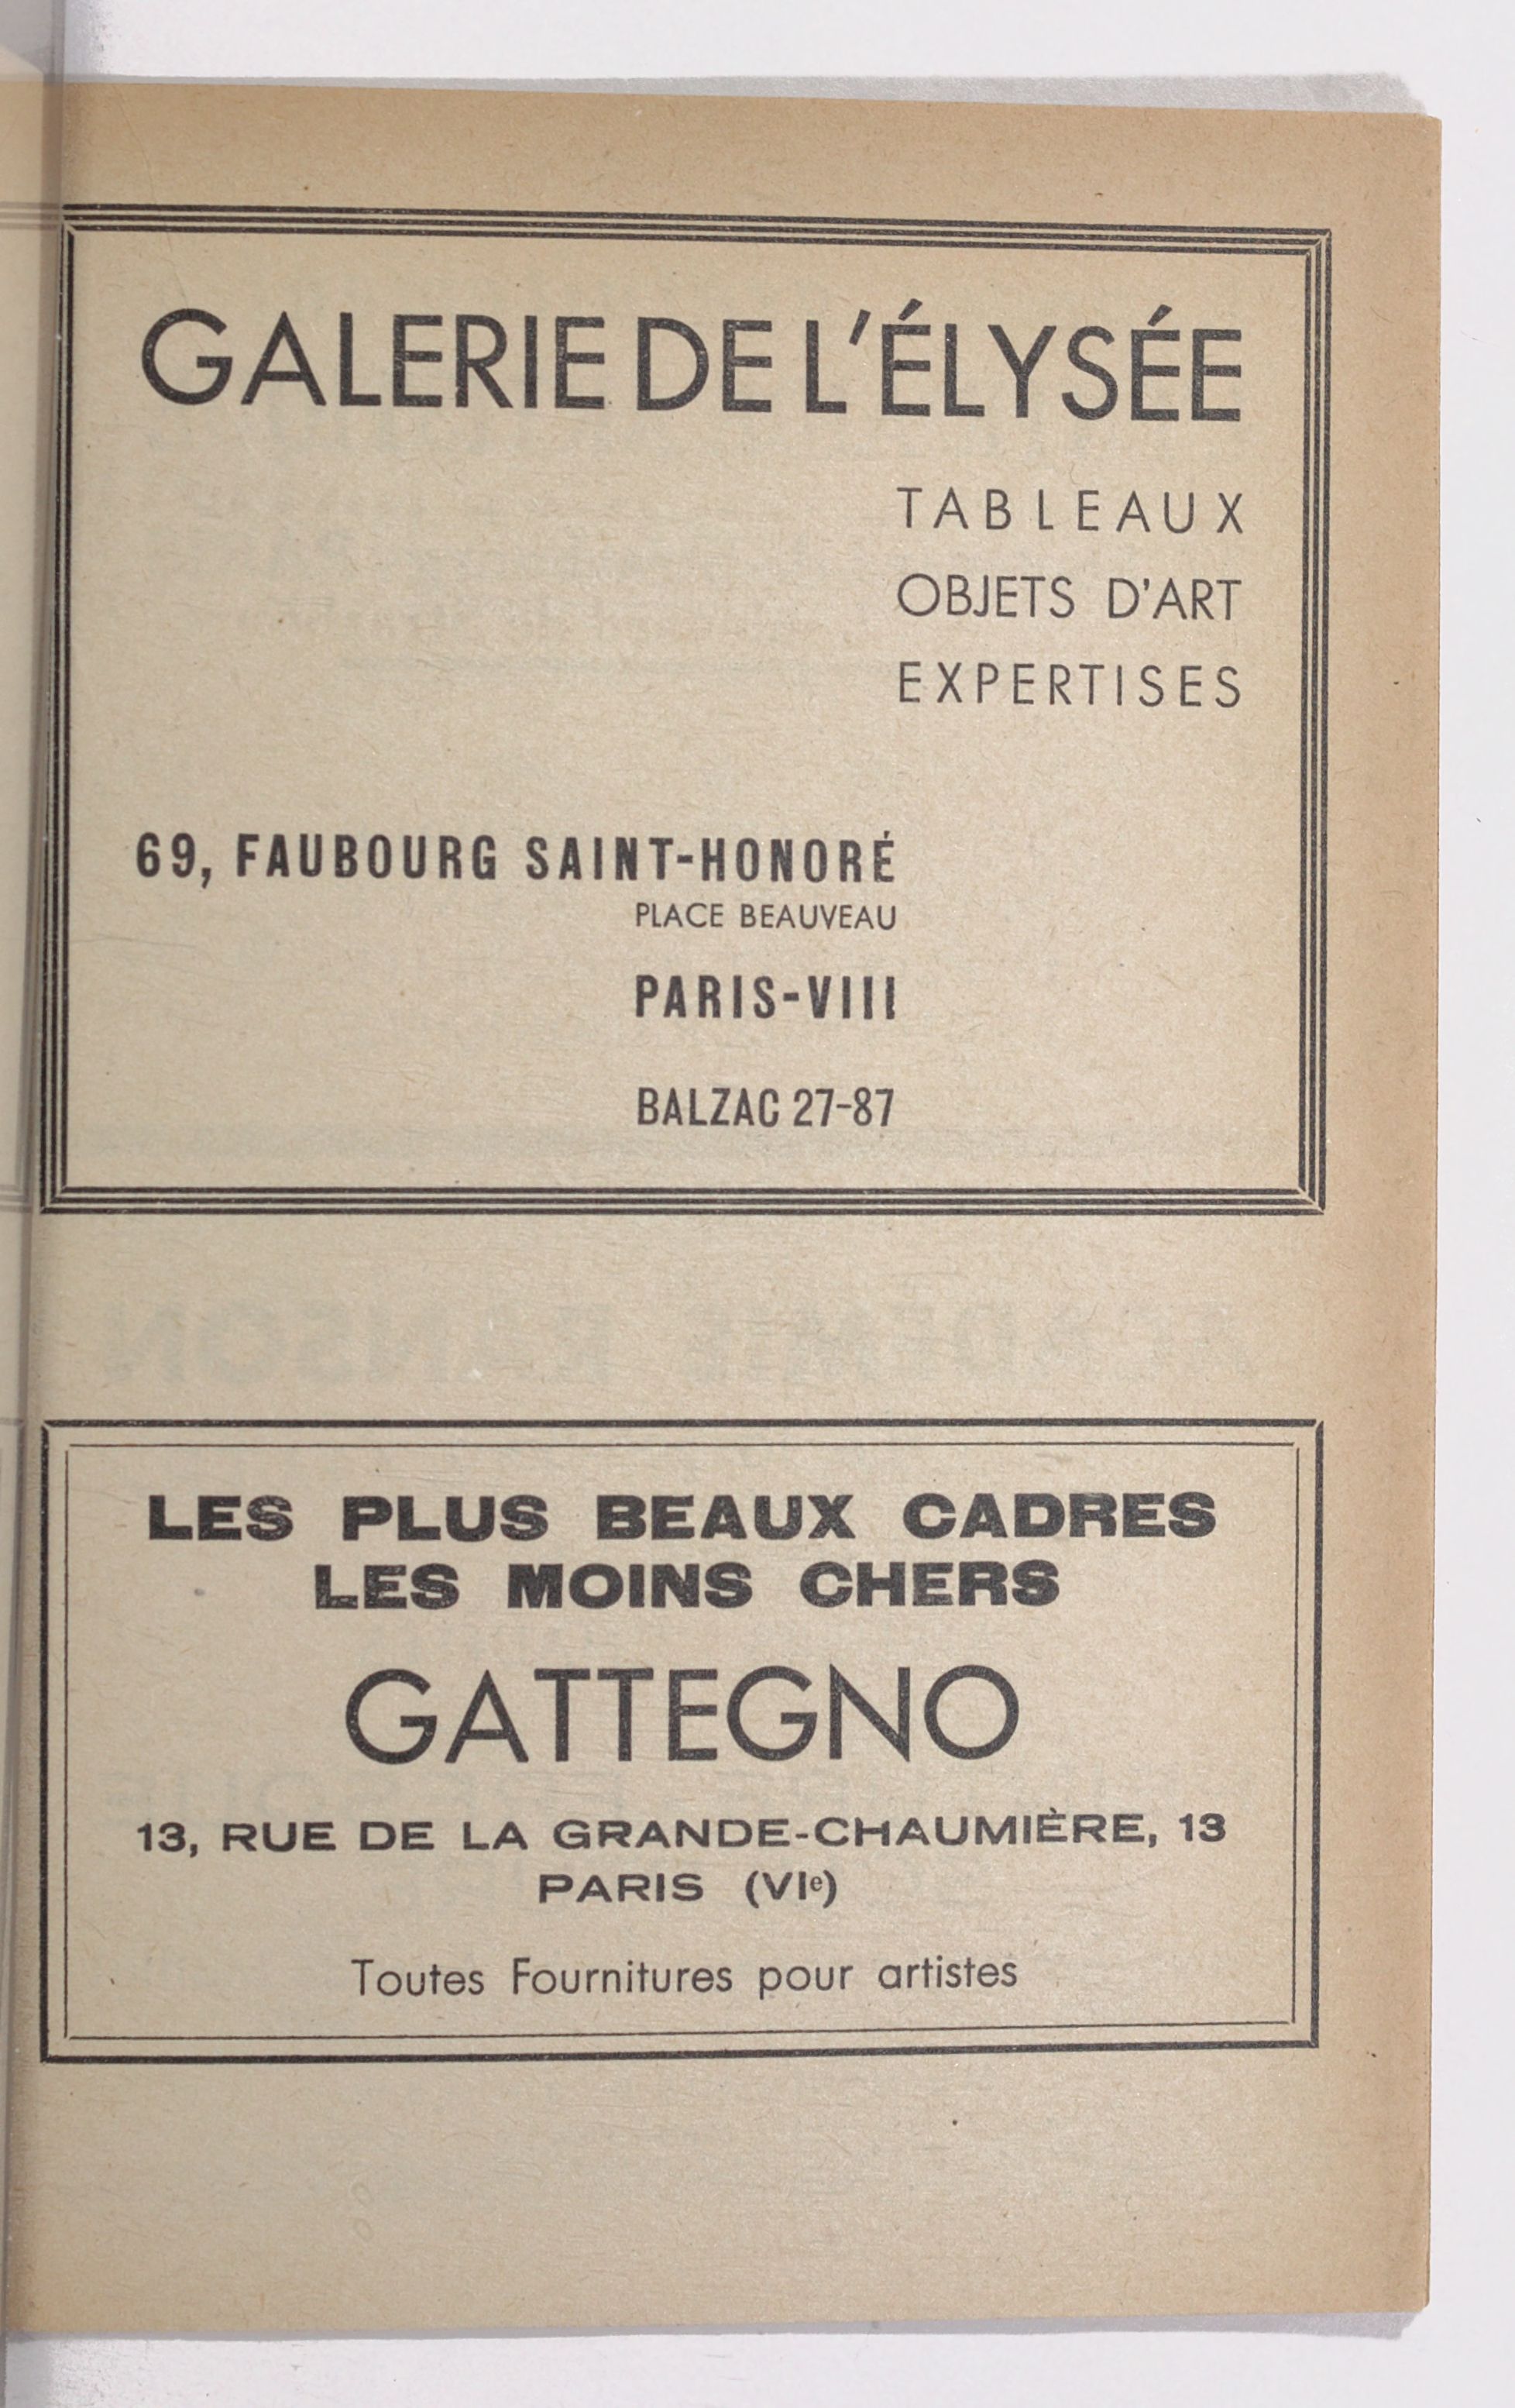 GALERIE DE L'ÉLYSÉE
TABLEAUX
OBJETS D'ART
EXPERTISES
69, FAUBOURG SAINT-HONORÉ
PLACE BEAUVEAU
PARIS-VIII
BALZAC 27-87
LES PLUS BEAUX CADRES
LES MOINS CHERS
GATTEGNO
13, RUE DE LA GRANDE-CHAUMIÈRE, 13
PARIS (VIe)
Toutes Fournitures pour artistes